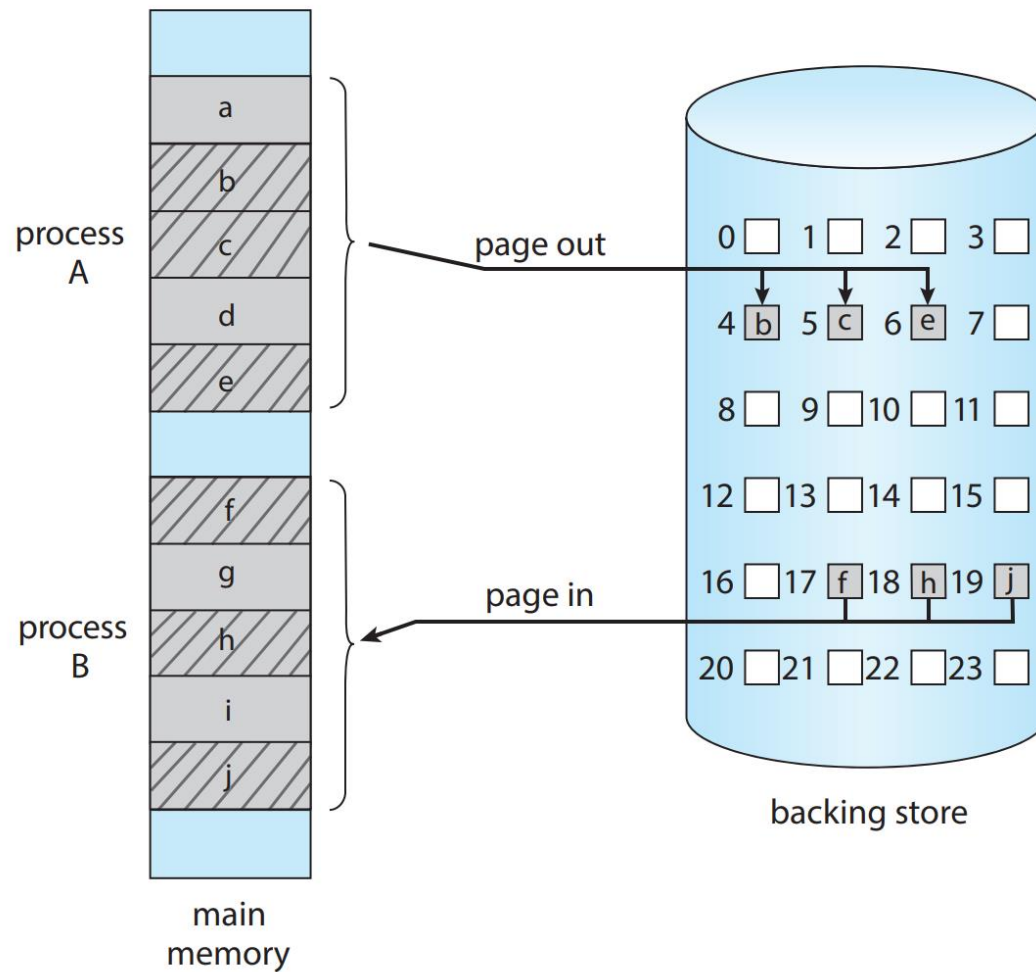 a
b
process
A
c
d
e
page out
0 1 2 3
4 b 5 c 6 e 7
8 9 10 11
12 13 14 15
f
g
process
B
h
i
j
page in
16 17 f 18 h 19 j
20 21 22 23
backing store
main
memory